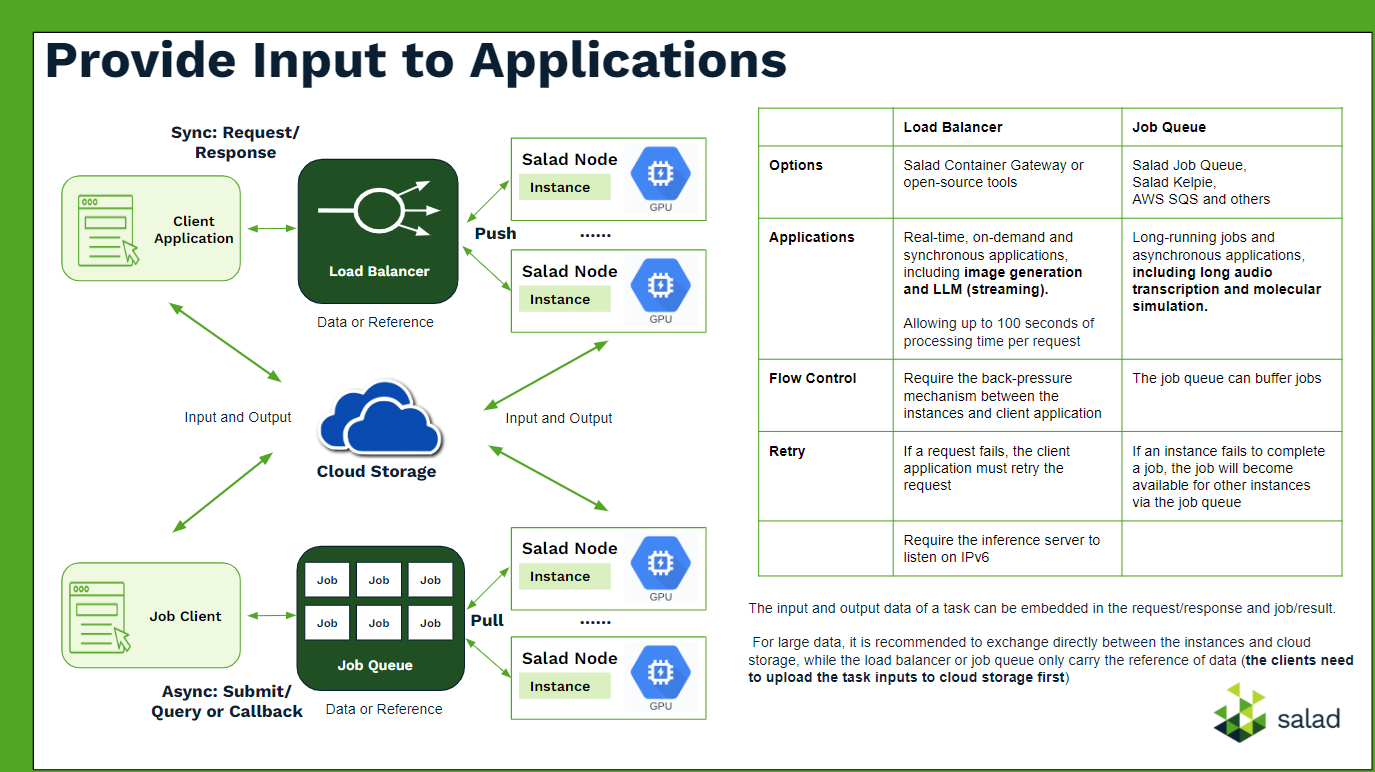 Provide Input to Applications
Sync: Request/
Response
Client
Application
Load Balancer
Data or Reference
Push
Salad Node
Instance
GPU
......
Salad Node
Instance
GPU
Input and Output
Cloud Storage
Input and Output
Job Client
Async: Submit/
Query or Callback
Job Job Job
Job Job Job
Job Queue
Data or Reference
Pull
Salad Node
Instance
GPU
......
Salad Node
Instance
GPU
Load Balancer
Job Queue
Options
Salad Container Gateway or
open-source tools
Salad Job Queue,
Salad Kelpie,
AWS SQS and others
Applications
Real-time, on-demand and
synchronous applications,
including image generation
and LLM (streaming).
Allowing up to 100 seconds of
processing time per request
Long-running jobs and
asynchronous applications,
including long audio
transcription and molecular
simulation.
Flow Control
Require the back-pressure
mechanism between the
instances and client application
The job queue can buffer jobs
Retry
If a request fails, the client
application must retry the
request
If an instance fails to complete
a job, the job will become
available for other instances
via the job queue
Require the inference server to
listen on IPv6
The input and output data of a task can be embedded in the request/response and job/result.
For large data, it is recommended to exchange directly between the instances and cloud
storage, while the load balancer or job queue only carry the reference of data (the clients need
to upload the task inputs to cloud storage first)
salad